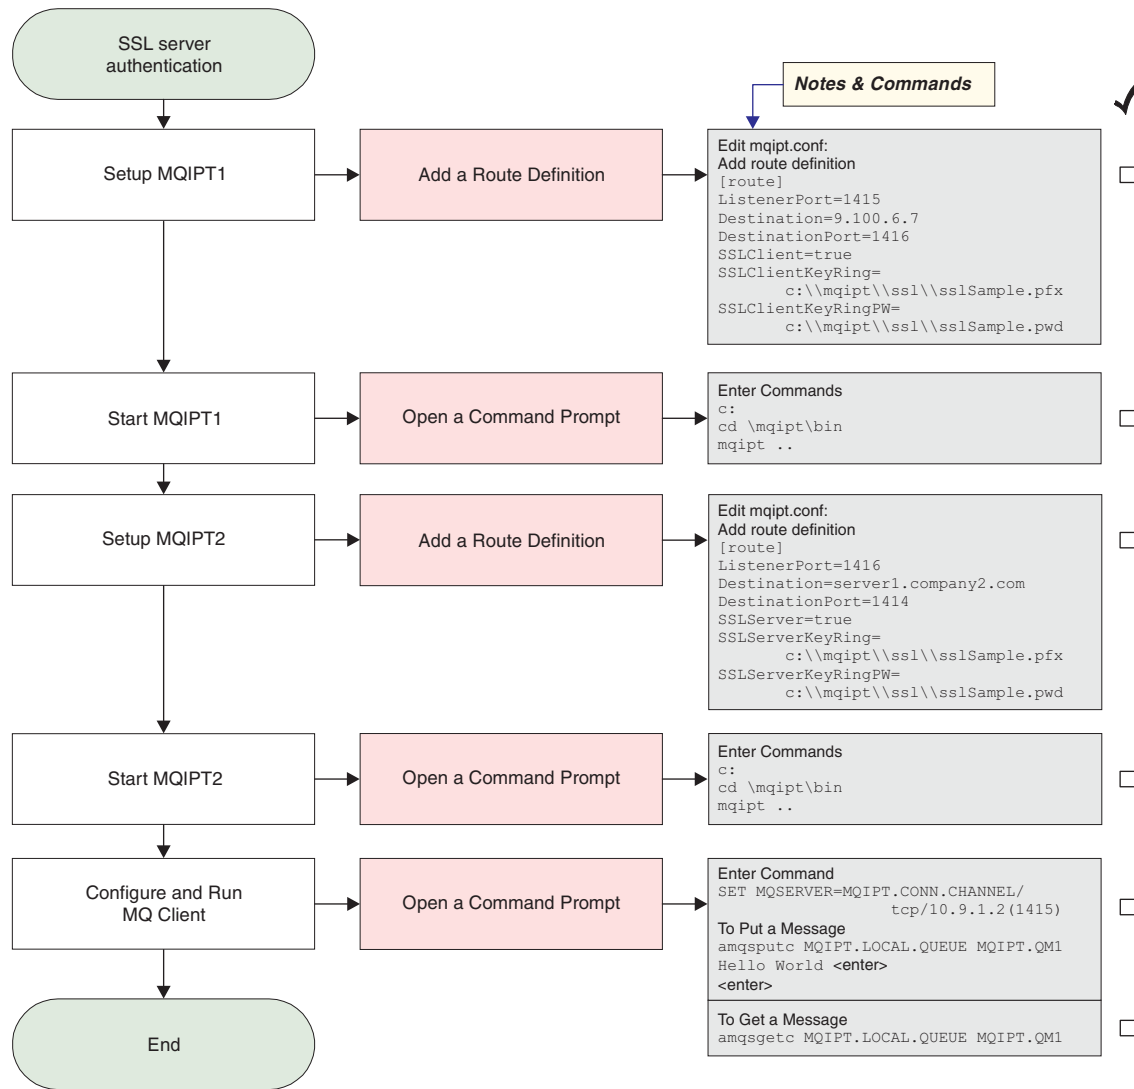 SSL server
authentication
Notes & Commands
Setup MQIPT1
Add a Route Definition
Edit mqipt.conf:
Add route definition
[route]
ListenerPort=1415
Destination=9.100.6.7
DestinationPort=1416
SSLClient=true
SSLClientKeyRing=
c:\\mqipt\\ssl\\sslSample.pfx
SSLClientKeyRingPW=
c:\\mqipt\\ssl\\sslSample.pwd
Start MQIPT1
Open a Command Prompt
Enter Commands
c:
cd \mqipt\bin
mqipt ..
Setup MQIPT2
Add a Route Definition
Edit mqipt.conf:
Add route definition
[route]
ListenerPort=1416
Destination=server1.company2.com
DestinationPort=1414
SSLServer=true
SSLServerKeyRing=
c:\\mqipt\\ssl\\sslSample.pfx
SSLServerKeyRingPW=
c:\\mqipt\\ssl\\sslSample.pwd
Start MQIPT2
Open a Command Prompt
Enter Commands
c:
cd \mqipt\bin
mqipt ..
Configure and Run
MQ Client
Open a Command Prompt
Enter Command
SET MQSERVER=MQIPT.CONN.CHANNEL/
tcp/10.9.1.2(1415)
To Put a Message
amqsputc MQIPT.LOCAL.QUEUE MQIPT.QM1
Hello World <enter>
<enter>
To Get a Message
amqsgetc MQIPT.LOCAL.QUEUE MQIPT.QM1
End